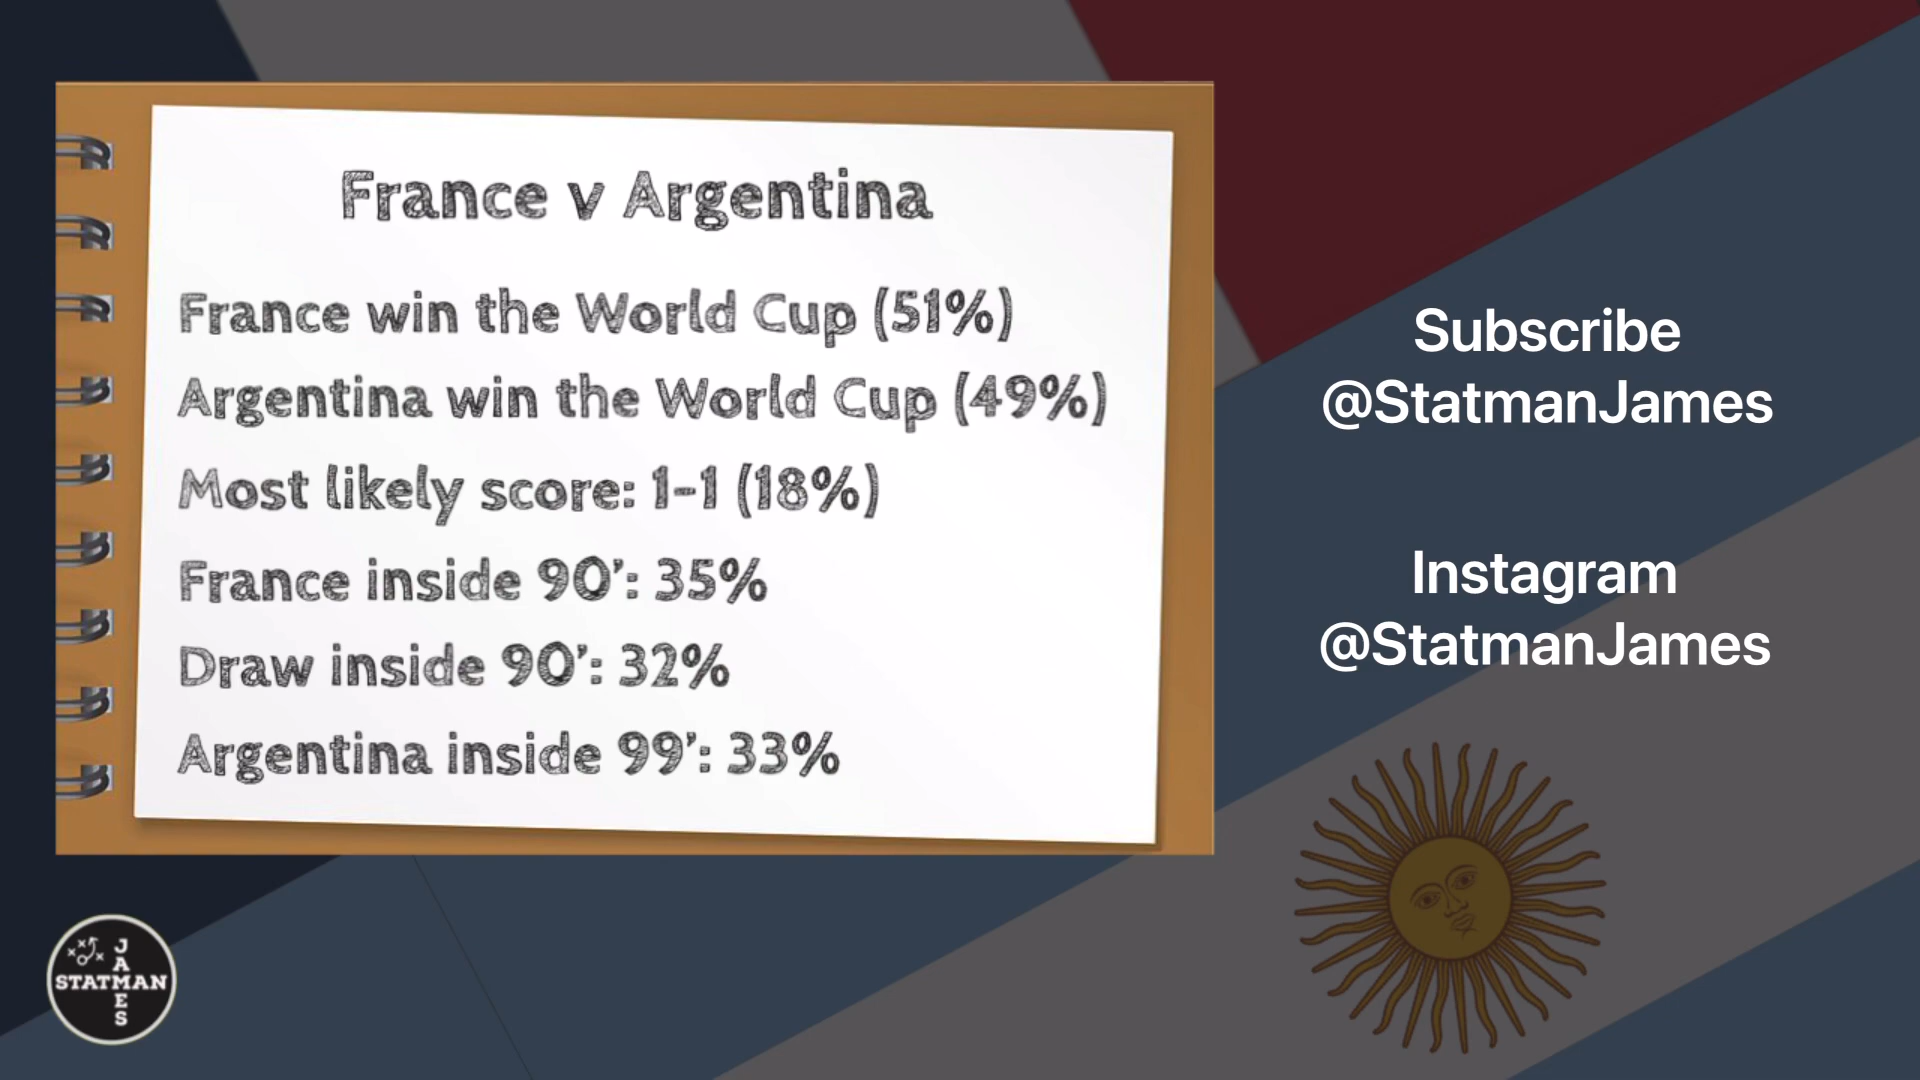 France v Argentina
France win the World Cup (51%)
Argentina win the World Cup (49%)
Most likely score: 1-1 (18%)
France inside 90’: 35%
Draw inside 90’: 32%
Argentina inside 99’: 33%
Subscribe
@StatmanJames
Instagram
@StatmanJames
STATMAN
JAMES